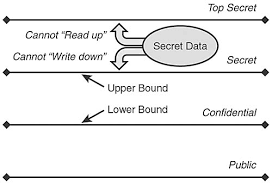 Top Secret
Cannot “Read up”
Secret Data
Cannot “Write down”
Secret
Upper Bound
Lower Bound
Confidential
Public